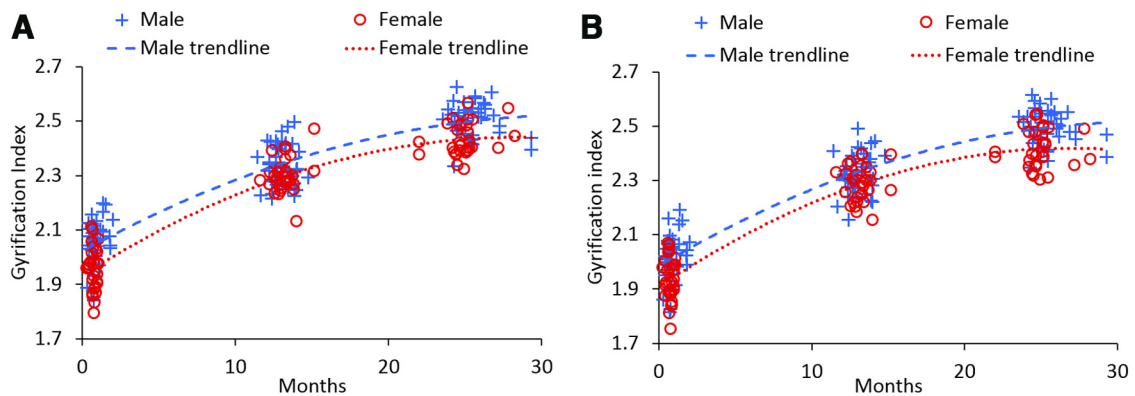 A
Male
Female
Male trendline
Female trendline
2.7
2.5
2.3
2.1
1.9
1.7
Gyrification Index
0
10
20
30
Months
B
Male
Female
Male trendline
Female trendline
2.7
2.5
2.3
2.1
1.9
1.7
Gyrification index
0
10
20
30
Months